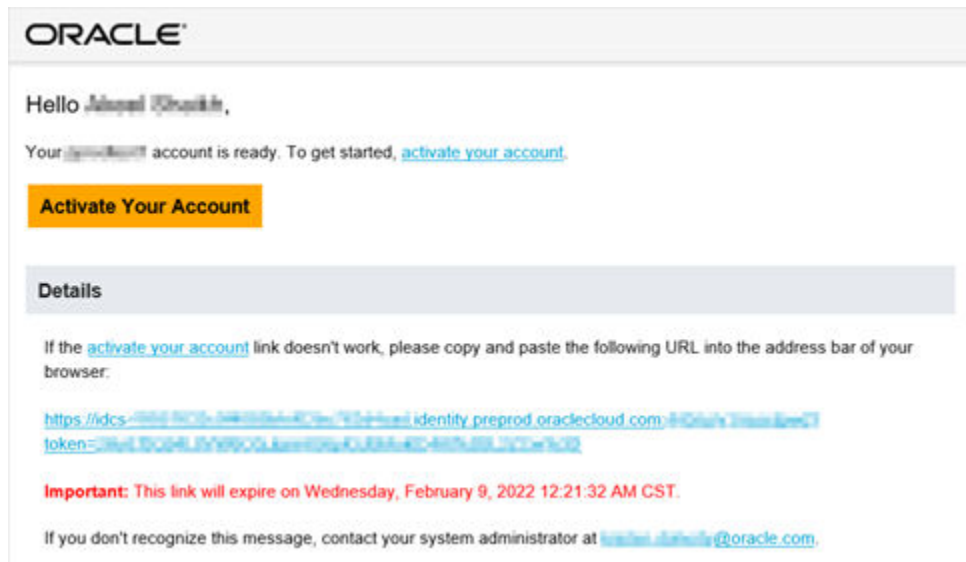 ORACLE
Hello ,
Your account is ready. To get started, activate your account.
Activate Your Account
Details
If the activate your account link doesn't work, please copy and paste the following URL into the address bar of your
browser:
https://idcs- .identity.preprod.oraclecloud.com
token=
Important: This link will expire on Wednesday, February 9, 2022 12:21:32 AM CST.
If you don't recognize this message, contact your system administrator at @oracle.com.